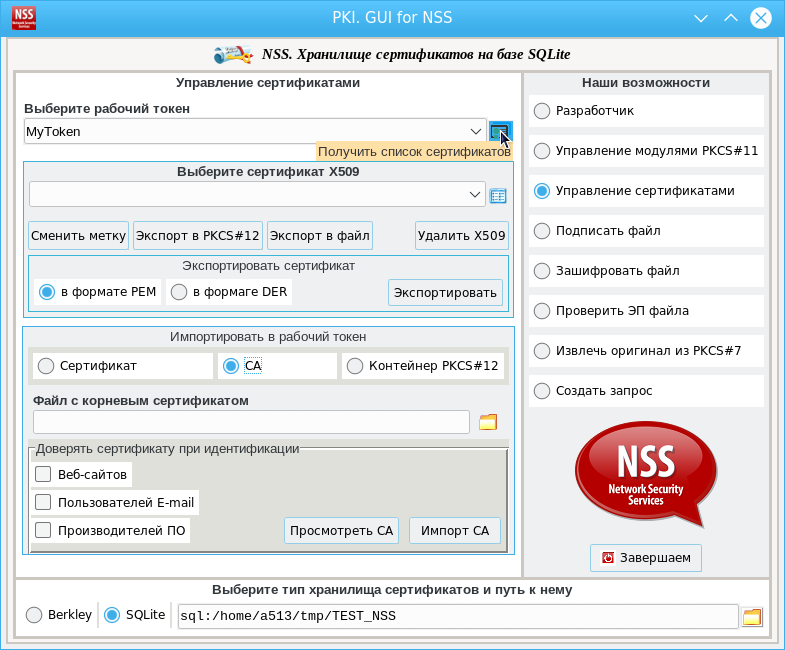 NSS
Network Security
Services
PKI. GUI for NSS
NSS. Хранилище сертификатов на базе SQLite
Управление сертификатами
Выберите рабочий токен
MyToken
Получить список сертификатов
Выберите сертификат X509
Сменить метку
Экспорт в PKCS#12
Экспорт в файл
Удалить X509
Экспортировать сертификат
в формате PEM
в формаге DER
Экспортировать
Импортировать в рабочий токен
Сертификат
CA
Контейнер PKCS#12
Файл с корневым сертификатом
Доверять сертификату при идентификации
Веб-сайтов
Пользователей E-mail
Производителей ПО
Просмотреть CA
Импорт CA
Наши возможности
Разработчик
Управление модулями PKCS#11
Управление сертификатами
Подписать файл
Зашифровать файл
Проверить ЭП файла
Извлечь оригинал из PKCS#7
Создать запрос
NSS
Network Security
Services
Завершаем
Выберите тип хранилища сертификатов и путь к нему
Berkley
SQLite
sql:/home/a513/tmp/TEST_NSS